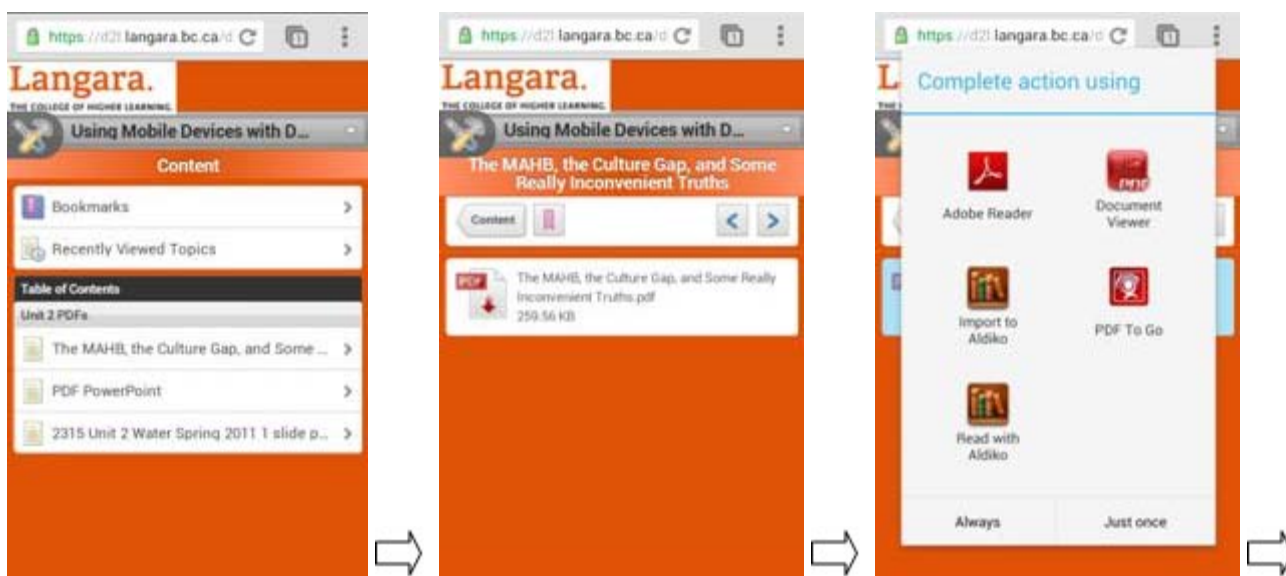 https://d2l.langara.bc.ca/d
Langara.
THE COLLEGE OF HIGHER LEARNING.
Using Mobile Devices with D...
Content
Bookmarks
Recently Viewed Topics
Table of Contents
Unit 2 PDFs
The MAHB, the Culture Gap, and Some ...
PDF PowerPoint
2315 Unit 2 Water Spring 2011 1 slide p...
https://d2l.langara.bc.ca/d
Langara.
THE COLLEGE OF HIGHER LEARNING.
Using Mobile Devices with D...
The MAHB, the Culture Gap, and Some
Really Inconvenient Truths
Content
PDF
The MAHB, the Culture Gap, and Some Really
Inconvenient Truths.pdf
259.56 KB
https://d2l.langara.bc.ca/d
L
Complete action using
Adobe Reader
PDF
Document
Viewer
Import to
Aldiko
PDF To Go
Read with
Aldiko
Always
Just once